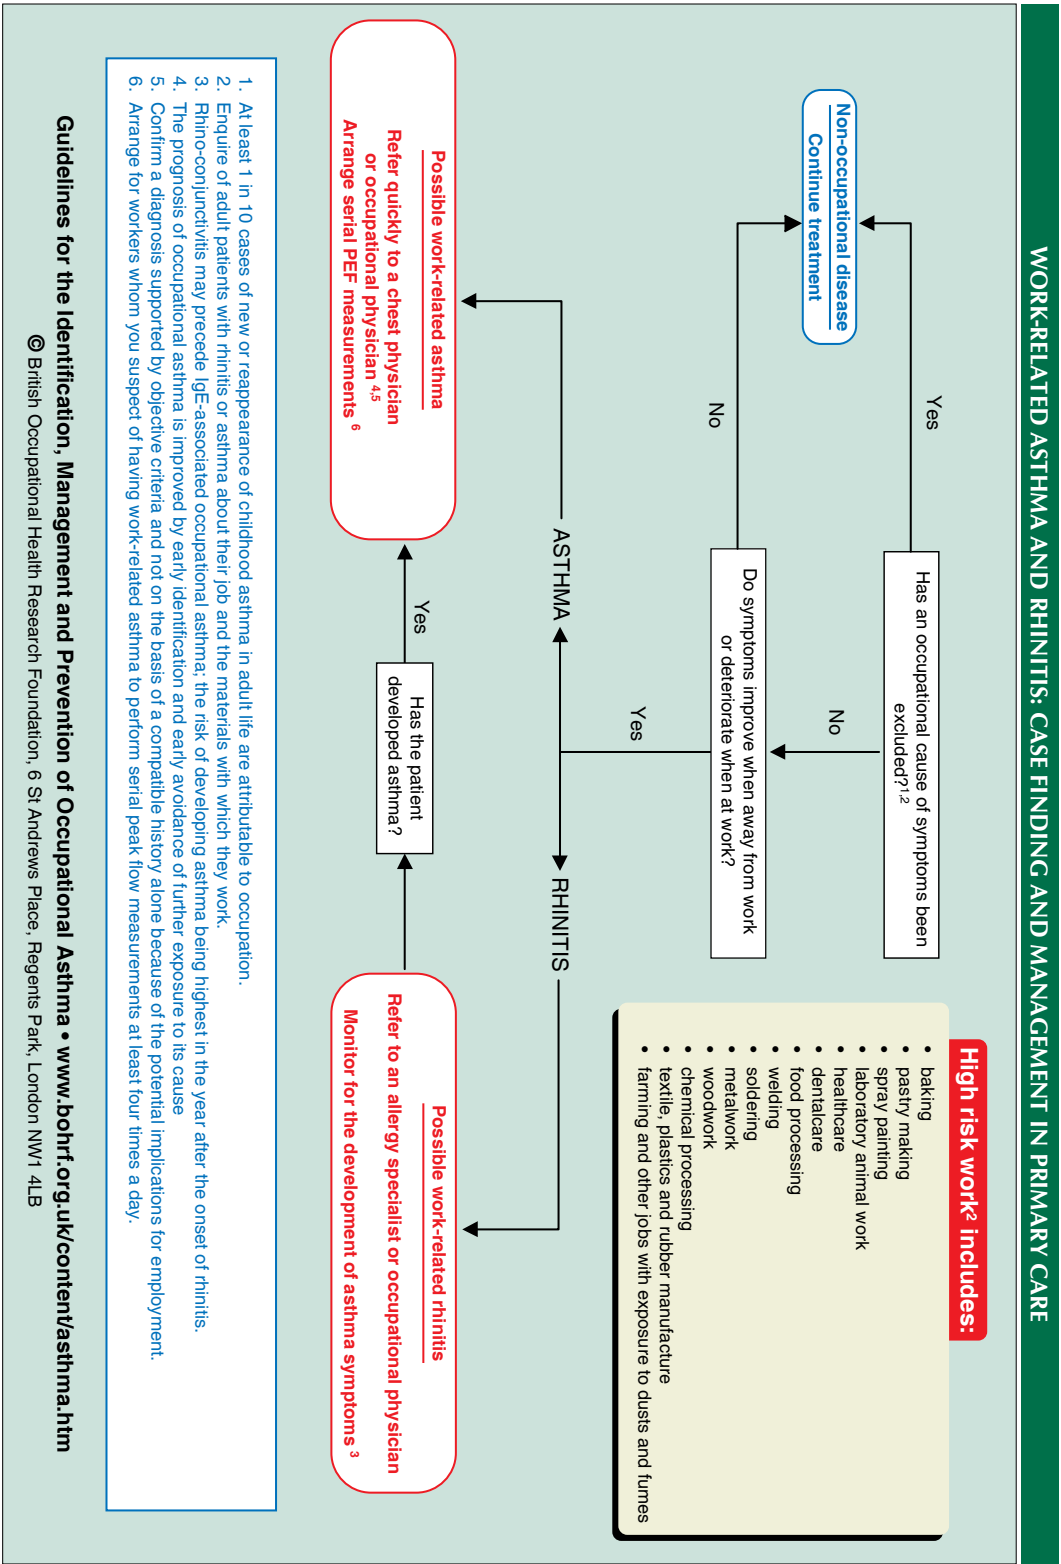 WORK-RELATED ASTHMA AND RHINITIS: CASE FINDING AND MANAGEMENT IN PRIMARY CARE
Has an occupational cause of symptoms been
excluded?1,2
Yes
No
Do symptoms improve when away from work
or deteriorate when at work?
No
Yes
Non-occupational disease
Continue treatment
High risk work2 includes:
• baking
• pastry making
• spray painting
• laboratory animal work
• healthcare
• dentalcare
• food processing
• welding
• soldering
• metalwork
• woodwork
• chemical processing
• textile, plastics and rubber manufacture
• farming and other jobs with exposure to dusts and fumes
ASTHMA
RHINITIS
Possible work-related asthma
Refer quickly to a chest physician
or occupational physician 4,5
Arrange serial PEF measurements 6
Yes
Has the patient
developed asthma?
Possible work-related rhinitis
Refer to an allergy specialist or occupational physician
Monitor for the development of asthma symptoms 3
1. At least 1 in 10 cases of new or reappearance of childhood asthma in adult life are attributable to occupation.
2. Enquire of adult patients with rhinitis or asthma about their job and the materials with which they work.
3. Rhino-conjunctivitis may precede IgE-associated occupational asthma; the risk of developing asthma being highest in the year after the onset of rhinitis.
4. The prognosis of occupational asthma is improved by early identification and early avoidance of further exposure to its cause
5. Confirm a diagnosis supported by objective criteria and not on the basis of a compatible history alone because of the potential implications for employment.
6. Arrange for workers whom you suspect of having work-related asthma to perform serial peak flow measurements at least four times a day.
Guidelines for the Identification, Management and Prevention of Occupational Asthma • www.bohrf.org.uk/content/asthma.htm
© British Occupational Health Research Foundation, 6 St Andrews Place, Regents Park, London NW1 4LB